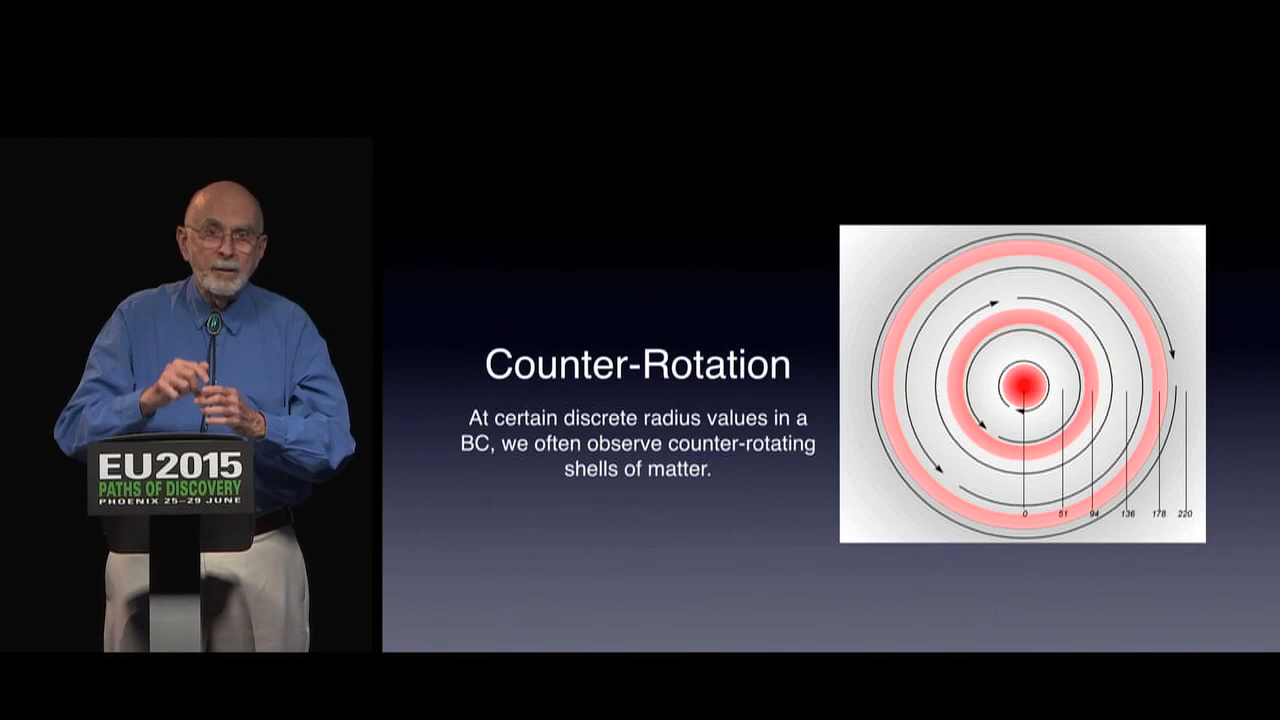 EU2015
PATHS OF DISCOVERY
PHOENIX 25–29 JUNE
Counter-Rotation
At certain discrete radius values in a
BC, we often observe counter-rotating
shells of matter.
0 51 94 136 178 220